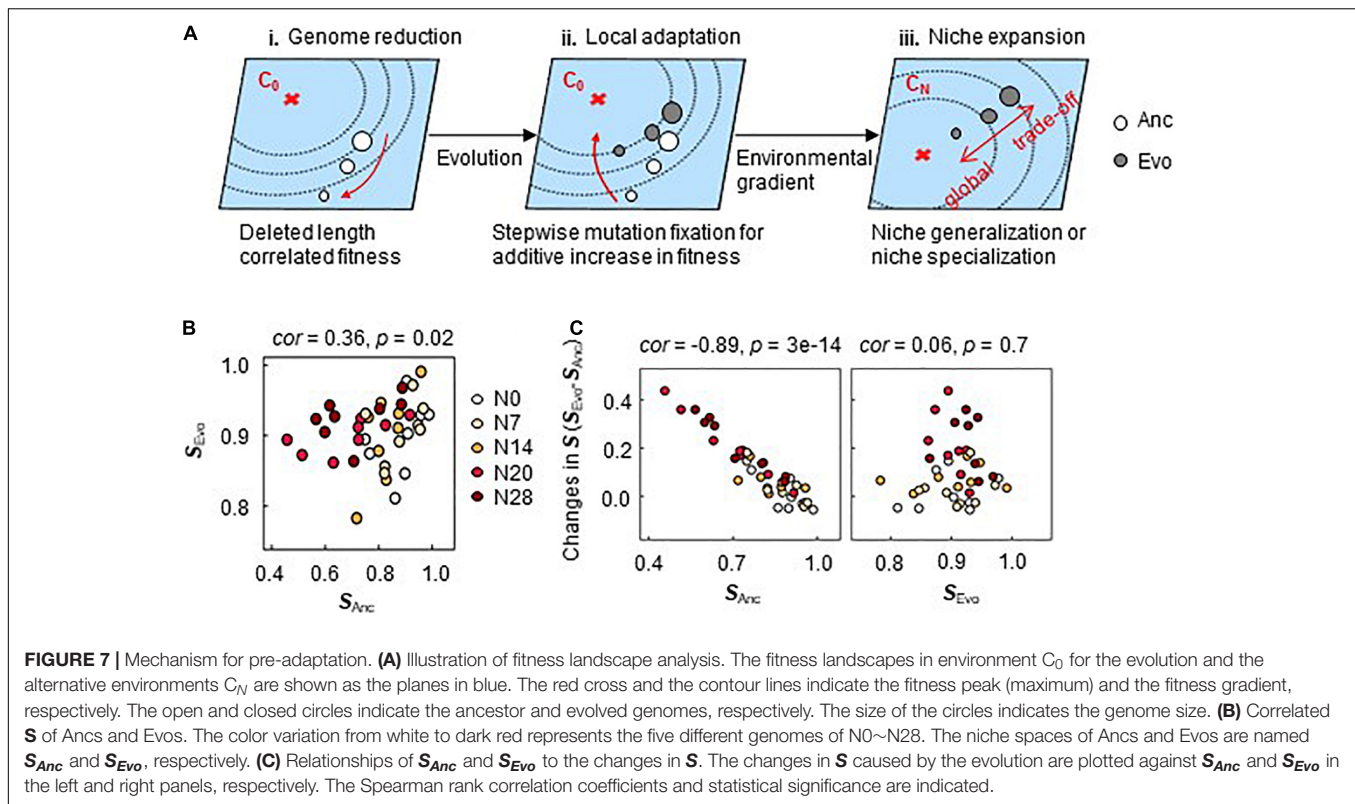 A
i. Genome reduction
ii. Local adaptation
iii. Niche expansion
C0
C0
CN
trade-off
global
Evolution
Environmental
gradient
Anc
Evo
Deleted length
correlated fitness
Stepwise mutation fixation for
additive increase in fitness
Niche generalization or
niche specialization
B
cor = 0.36, p = 0.02
1.0
0.9
0.8
SEvo
0.4 0.6 0.8 1.0
SAnc
N0
N7
N14
N20
N28
C
cor = -0.89, p = 3e-14
cor = 0.06, p = 0.7
Changes in S (SEvo-SAnc)
0.4
0.2
0.0
0.4 0.7 1.0
SAnc
0.8 0.9 1.0
SEvo
FIGURE 7 | Mechanism for pre-adaptation. (A) Illustration of fitness landscape analysis. The fitness landscapes in environment C0 for the evolution and the
alternative environments CN are shown as the planes in blue. The red cross and the contour lines indicate the fitness peak (maximum) and the fitness gradient,
respectively. The open and closed circles indicate the ancestor and evolved genomes, respectively. The size of the circles indicates the genome size. (B) Correlated
S of Ancs and Evos. The color variation from white to dark red represents the five different genomes of N0~N28. The niche spaces of Ancs and Evos are named
SAnc and SEvo, respectively. (C) Relationships of SAnc and SEvo to the changes in S. The changes in S caused by the evolution are plotted against SAnc and SEvo in
the left and right panels, respectively. The Spearman rank correlation coefficients and statistical significance are indicated.